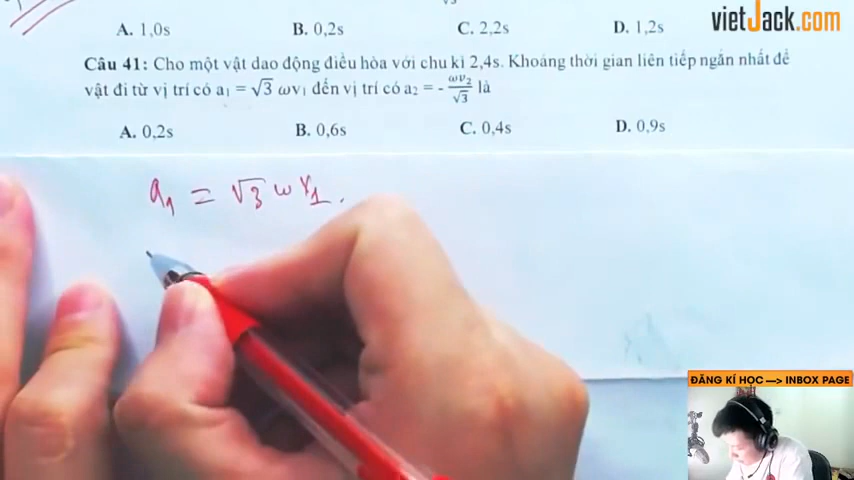 vietJack.com
A. 1,0s B. 0,2s C. 2,2s D. 1,2s
Câu 41: Cho một vật dao động điều hòa với chu kì 2,4s. Khoảng thời gian liên tiếp ngắn nhất để
vật đi từ vị trí có a₁ = √3 ωv₁ đến vị trí có a₂ = - ωv₂/√3 là
A. 0,2s B. 0,6s C. 0,4s D. 0,9s
a₁ = √3 ω v₁.
ĐĂNG KÍ HỌC —> INBOX PAGE